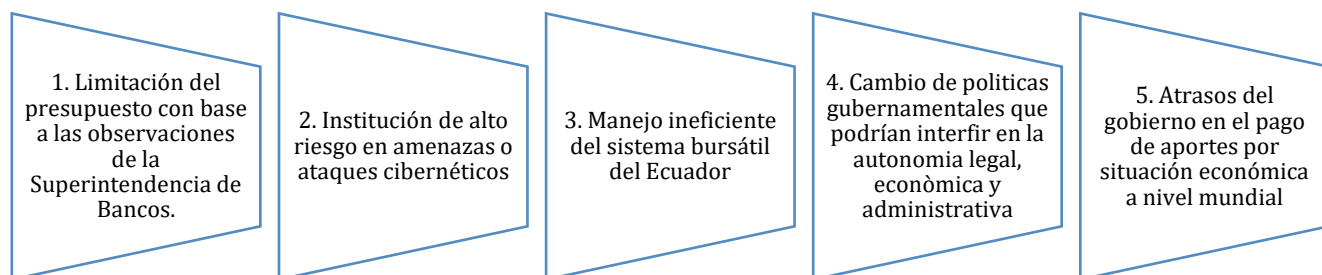 1. Limitación del
presupuesto con base
a las observaciones
de la
Superintendencia de
Bancos.
2. Institución de alto
riesgo en amenazas o
ataques cibernéticos
3. Manejo ineficiente
del sistema bursátil
del Ecuador
4. Cambio de politicas
gubernamentales que
podrían interfir en la
autonomia legal,
econòmica y
administrativa
5. Atrasos del
gobierno en el pago
de aportes por
situación económica
a nivel mundial